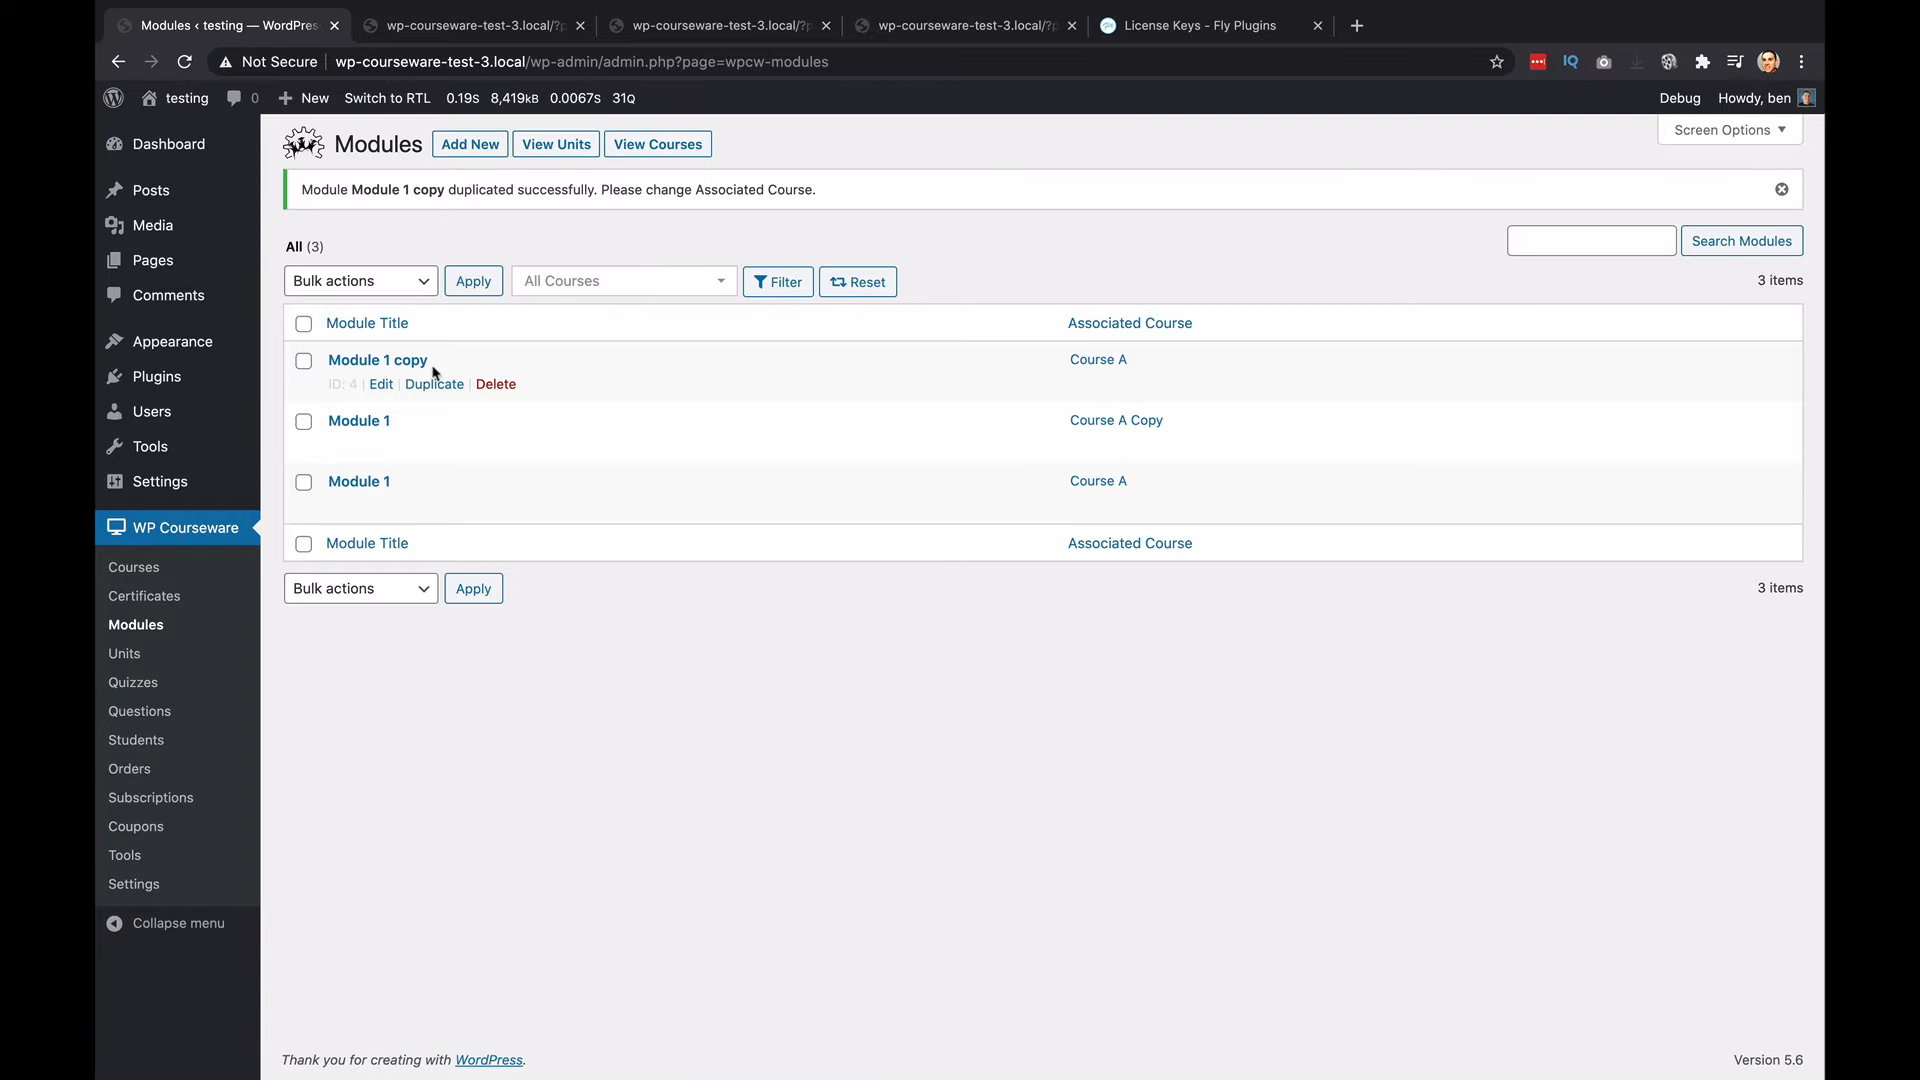 Modules ‹ testing — WordPres
wp-courseware-test-3.local/?p
wp-courseware-test-3.local/?p
wp-courseware-test-3.local/?p
License Keys - Fly Plugins
Not Secure
wp-courseware-test-3.local/wp-admin/admin.php?page=wpcw-modules
IQ
testing
0
New
Switch to RTL
0.19s 8,419kB 0.0067s 31Q
Debug
Howdy, ben
Dashboard
Posts
Media
Pages
Comments
Appearance
Plugins
Users
Tools
Settings
WP Courseware
Courses
Certificates
Modules
Units
Quizzes
Questions
Students
Orders
Subscriptions
Coupons
Tools
Settings
Collapse menu
Screen Options
Modules
Add New
View Units
View Courses
Module Module 1 copy duplicated successfully. Please change Associated Course.
All (3)
Search Modules
Bulk actions
Apply
All Courses
Filter
Reset
3 items
Module Title
Associated Course
Module 1 copy
Course A
ID: 4 | Edit | Duplicate | Delete
Module 1
Course A Copy
Module 1
Course A
Module Title
Associated Course
Bulk actions
Apply
3 items
Thank you for creating with WordPress.
Version 5.6